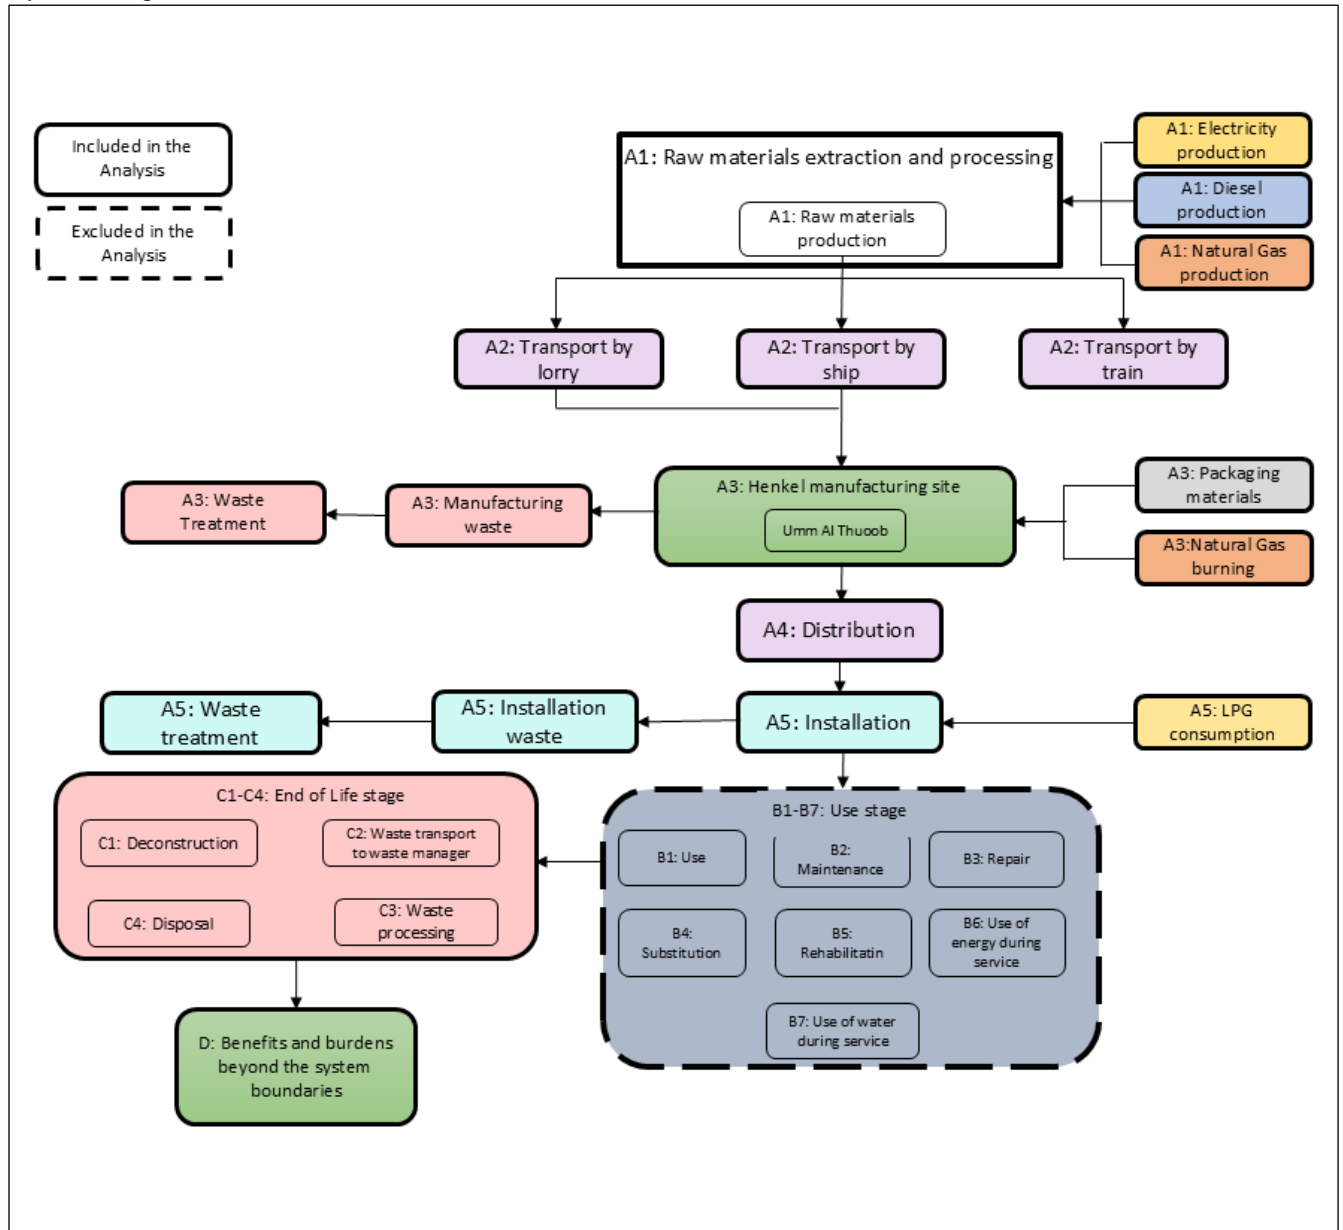 Included in the
Analysis
Excluded in the
Analysis
A1: Raw materials extraction and processing
A1: Raw materials
production
A1: Electricity
production
A1: Diesel
production
A1: Natural Gas
production
A2: Transport by
lorry
A2: Transport by
ship
A2: Transport by
train
A3: Waste
Treatment
A3: Manufacturing
waste
A3: Henkel manufacturing site
Umm Al Thuoob
A3: Packaging
materials
A3:Natural Gas
burning
A4: Distribution
A5: Waste
treatment
A5: Installation
waste
A5: Installation
A5: LPG
consumption
C1-C4: End of Life stage
C1: Deconstruction
C2: Waste transport
to waste manager
C4: Disposal
C3: Waste
processing
B1-B7: Use stage
B1: Use
B2:
Maintenance
B3: Repair
B4:
Substitution
B5:
Rehabilitatin
B6: Use of
energy during
service
B7: Use of water
during service
D: Benefits and burdens
beyond the system
boundaries